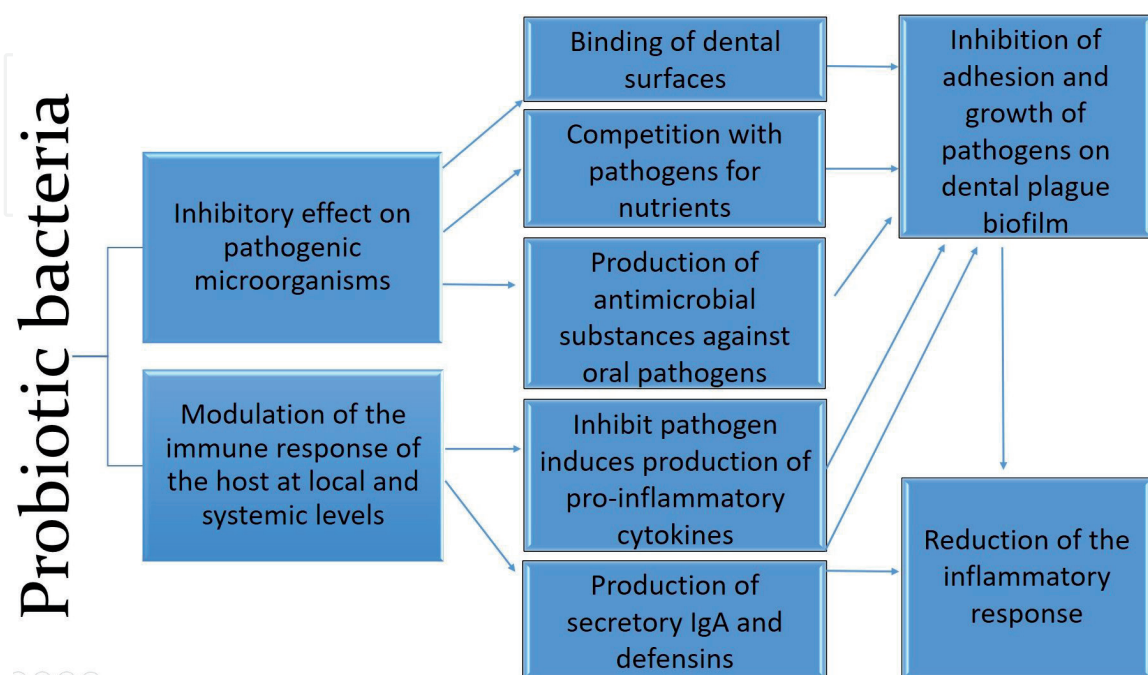 Probiotic bacteria
Inhibitory effect on
pathogenic
microorganisms
Modulation of the
immune response of
the host at local and
systemic levels
Binding of dental
surfaces
Competition with
pathogens for
nutrients
Production of
antimicrobial
substances against
oral pathogens
Inhibit pathogen
induces production of
pro-inflammatory
cytokines
Production of
secretory IgA and
defensins
Inhibition of
adhesion and
growth of
pathogens on
dental plague
biofilm
Reduction of the
inflammatory
response